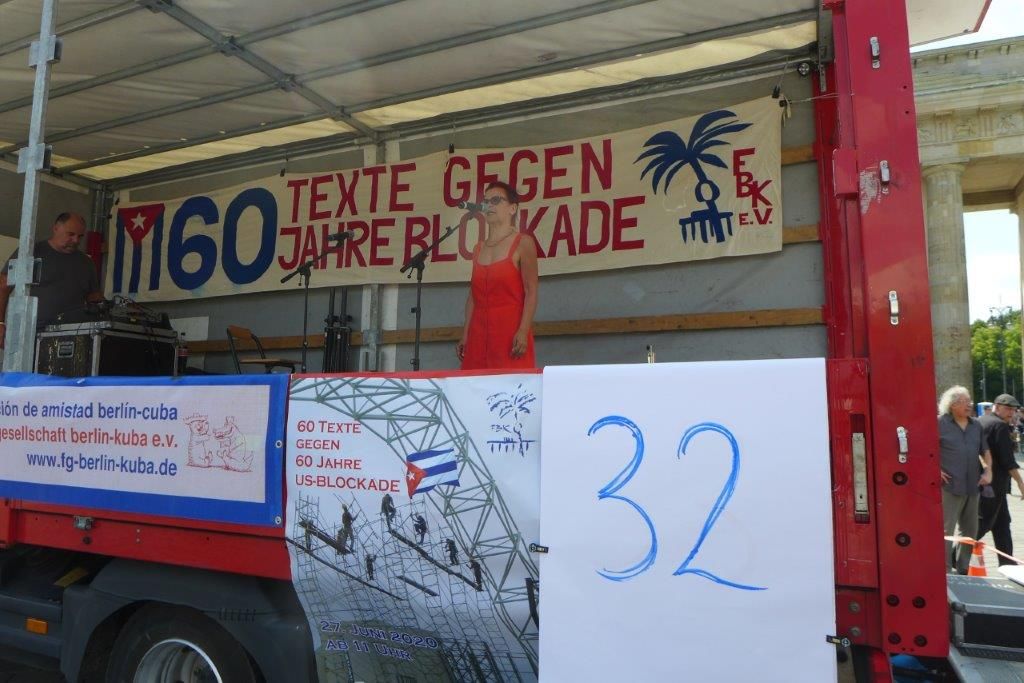 60 TEXTE GEGEN
JAHRE BLOCKADE
FBK
e.V.
ción de amistad berlín-cuba
gesellschaft berlin-kuba e.v.
www.fg-berlin-kuba.de
60 TEXTE
GEGEN
60 JAHRE
US-BLOCKADE
FBK
27. JUNI 2020
AB 11 UHR
32